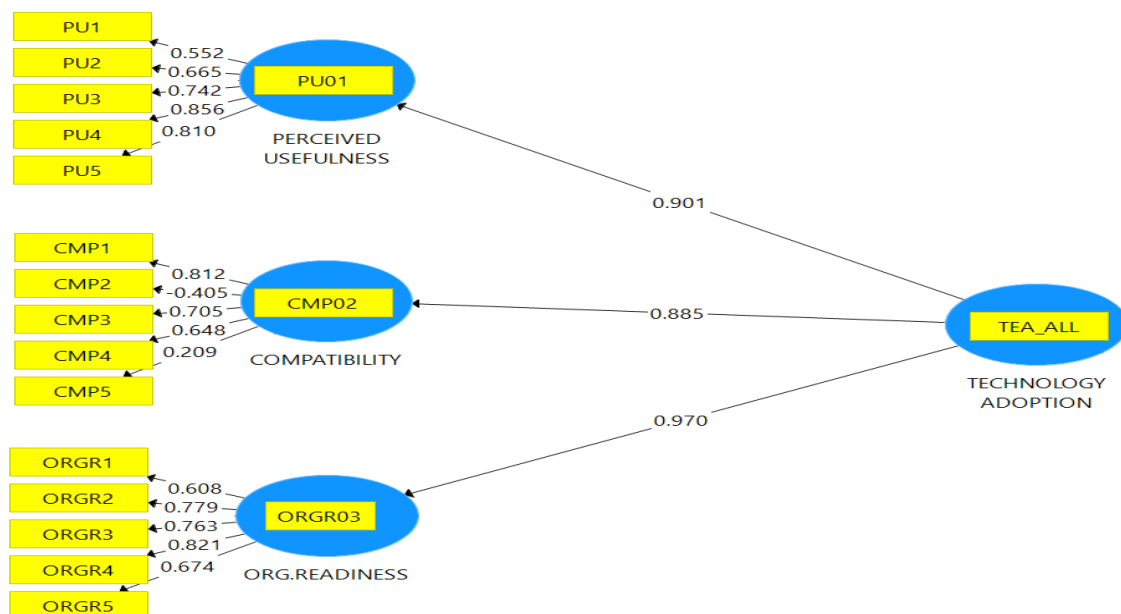 PU1
0.552
PU2
0.665
PU3
0.742
PU4
0.856
PU5
0.810
PU01
PERCEIVED
USEFULNESS
0.901
CMP1
0.812
CMP2
-0.405
CMP3
0.705
CMP4
0.648
CMP5
0.209
CMP02
COMPATIBILITY
0.885
TEA_ALL
TECHNOLOGY
ADOPTION
0.970
ORGR1
0.608
ORGR2
0.779
ORGR3
0.763
ORGR4
0.821
ORGR5
0.674
ORGR03
ORG.READINESS